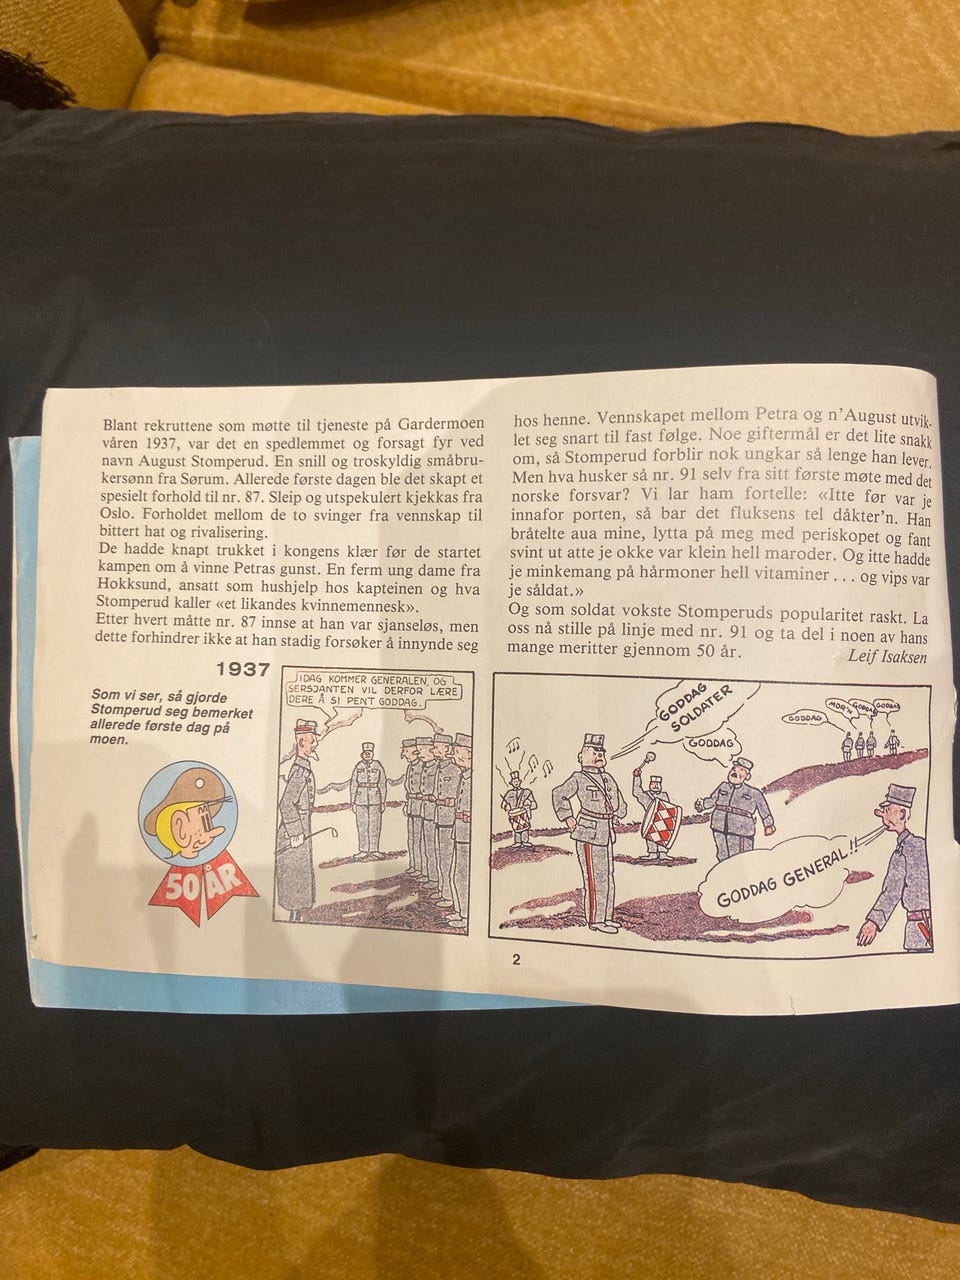 Blant rekruttene som møtte til tjeneste på Gardermoen
våren 1937, var det en spedlemmet og forsagt fyr ved
navn August Stomperud. En snill og troskyldig småbru-
kersønn fra Sørum. Allerede første dagen ble det skapt et
spesielt forhold til nr. 87. Sleip og utspekulert kjekkas fra
Oslo. Forholdet mellom de to svinger fra vennskap til
bittert hat og rivalisering.
De hadde knapt trukket i kongens klær før de startet
kampen om å vinne Petras gunst. En ferm ung dame fra
Hokksund, ansatt som hushjelp hos kapteinen og hva
Stomperud kaller «et likandes kvinnemennesk».
Etter hvert måtte nr. 87 innse at han var sjanseløs, men
dette forhindrer ikke at han stadig forsøker å innynde seg
hos henne. Vennskapet mellom Petra og n'August utvik-
let seg snart til fast følge. Noe giftermål er det lite snakk
om, så Stomperud forblir nok ungkar så lenge han lever.
Men hva husker så nr. 91 selv fra sitt første møte med det
norske forsvar? Vi lar ham fortelle: «Itte før var je
innafor porten, så bar det fluksens tel dåkter'n. Han
bråtelte aua mine, lytta på meg med periskopet og fant
svint ut atte je okke var klein hell maroder. Og itte hadde
je minkemang på hårmoner hell vitaminer . . . og vips var
je såldat.»
Og som soldat vokste Stomperuds popularitet raskt. La
oss nå stille på linje med nr. 91 og ta del i noen av hans
mange meritter gjennom 50 år.
Leif Isaksen
1937
Som vi ser, så gjorde
Stomperud seg bemerket
allerede første dag på
moen.
50 ÅR
IDAG KOMMER GENERALEN, OG
SERSJANTEN VIL DERFOR LÆRE
DERE Å SI PENT GODDAG.
GODDAG
SOLDATER
GODDAG
GODDAG
MOR'N
GODDAG
GODDAG
GODDAG GENERAL!!
2